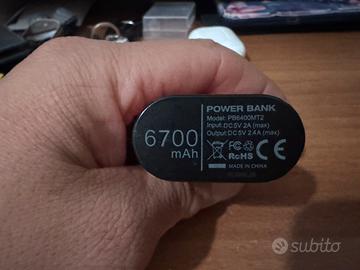 POWER BANK
Model: PB6400MT2
Input: DC 5V 2A (max)
Output: DC 5V 2.4A (max)
6700
mAh
FC CE
RoHS
MADE IN CHINA
subito